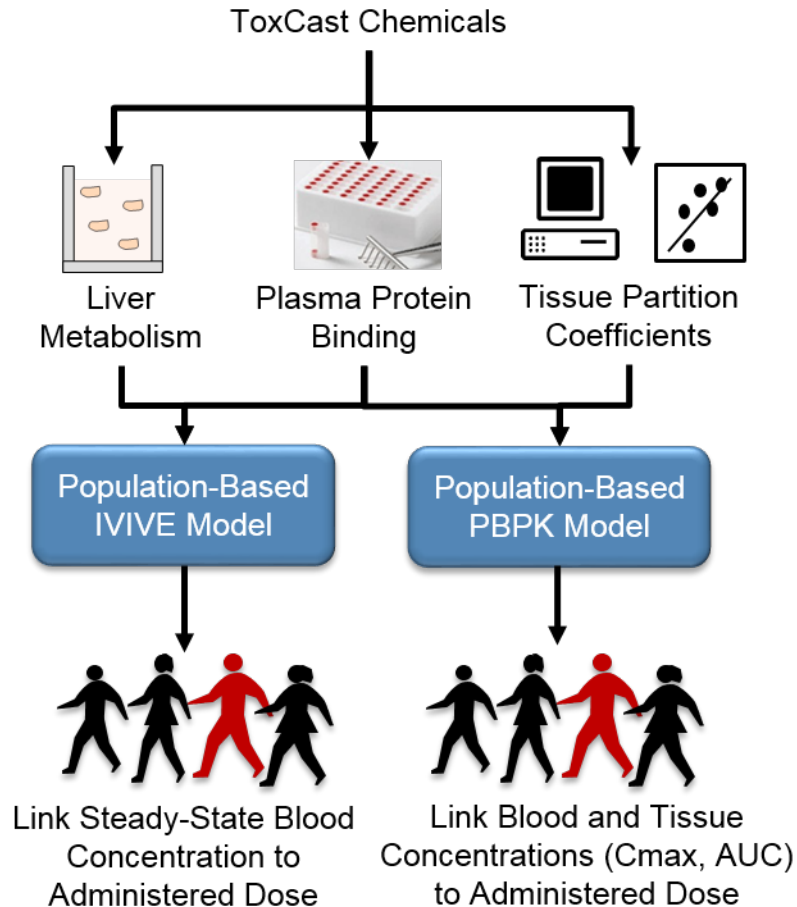 ToxCast Chemicals
Liver
Metabolism
Plasma Protein
Binding
Tissue Partition
Coefficients
Population-Based
IVIVE Model
Population-Based
PBPK Model
Link Steady-State Blood
Concentration to
Administered Dose
Link Blood and Tissue
Concentrations (Cmax, AUC)
to Administered Dose